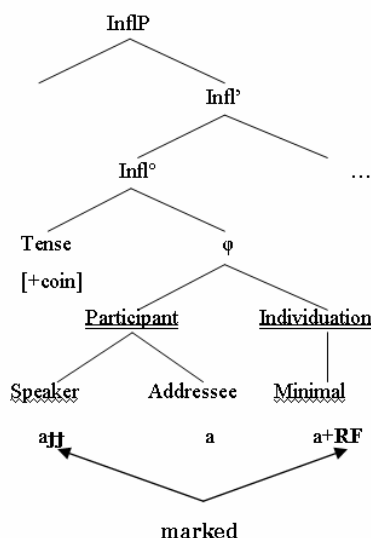 InflP
Infl’
Infl° …
Tense φ
[+coin]
Participant Individuation
Speaker Addressee Minimal
aɟɟ a a+RF
marked